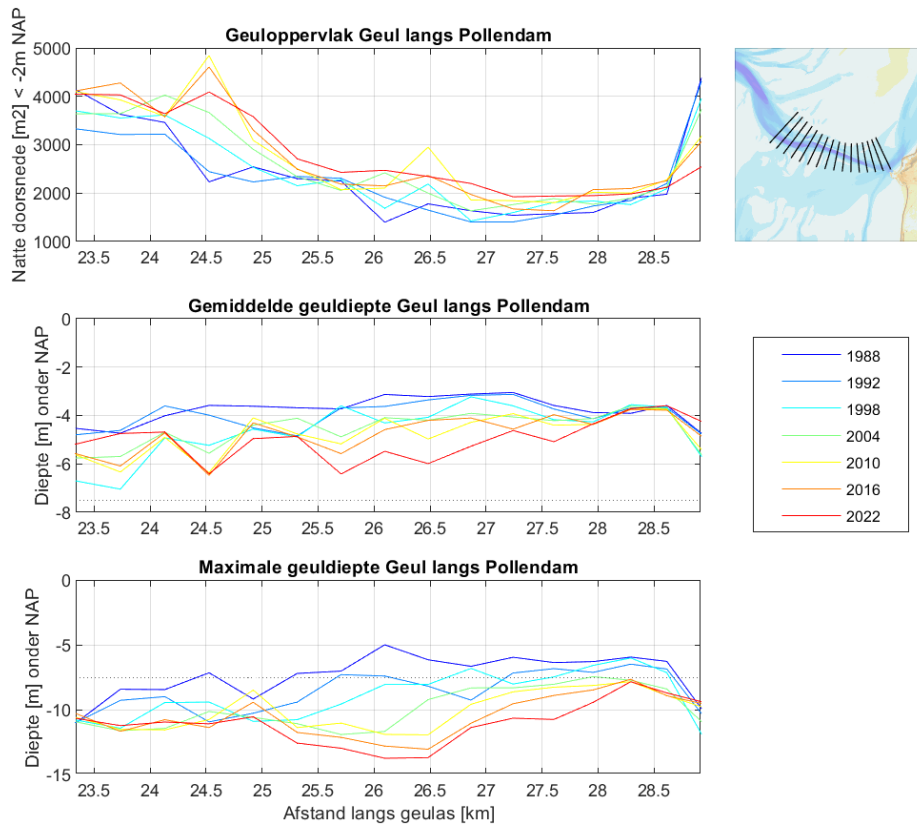 Geuloppervlak Geul langs Pollendam
Natte doorsnede [m2] < -2m NAP
5000
4000
3000
2000
1000
23.5 24 24.5 25 25.5 26 26.5 27 27.5 28 28.5
Gemiddelde geuldiepte Geul langs Pollendam
Diepte [m] onder NAP
0
-2
-4
-6
-8
23.5 24 24.5 25 25.5 26 26.5 27 27.5 28 28.5
1988
1992
1998
2004
2010
2016
2022
Maximale geuldiepte Geul langs Pollendam
Diepte [m] onder NAP
0
-5
-10
-15
23.5 24 24.5 25 25.5 26 26.5 27 27.5 28 28.5
Afstand langs geulas [km]